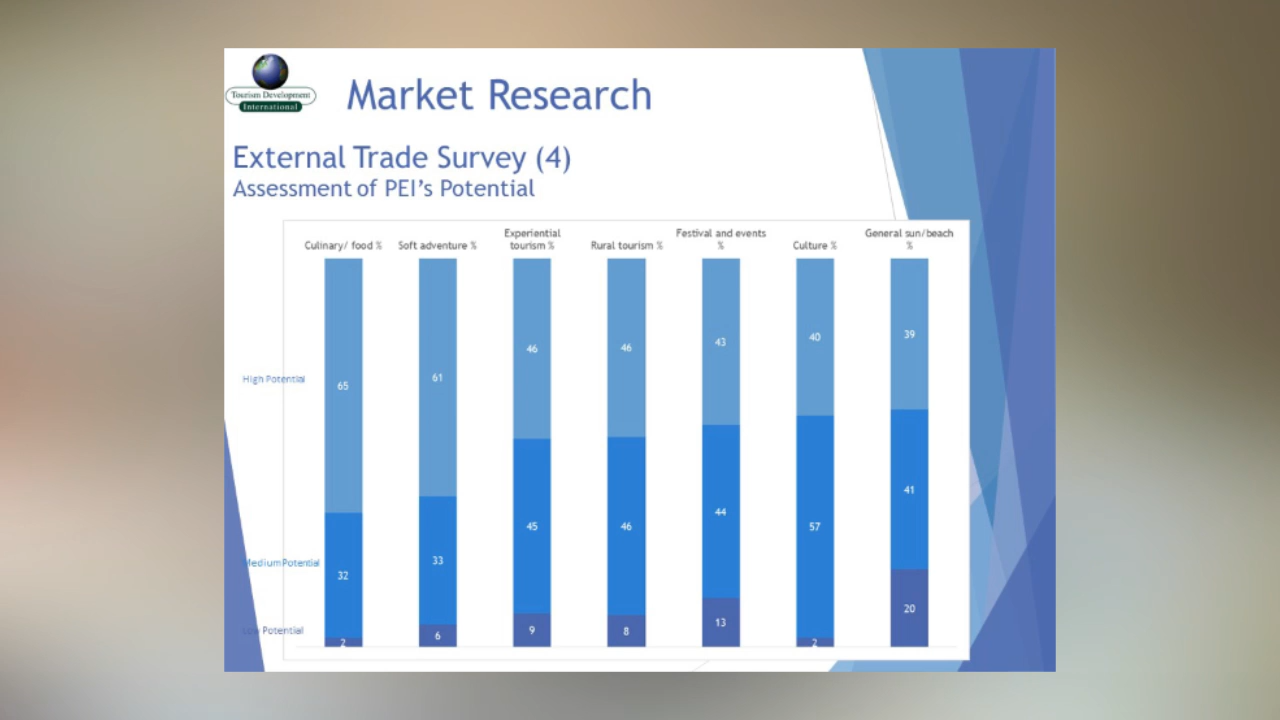 Tourism Development
International
Market Research
External Trade Survey (4)
Assessment of PEI's Potential
Culinary/ food %
Soft adventure %
Experiential
tourism %
Rural tourism %
Festival and events
%
Culture %
General sun/beach
%
High Potential
65
61
46
46
43
40
39
Medium Potential
32
33
45
46
44
57
41
Low Potential
2
6
9
8
13
2
20